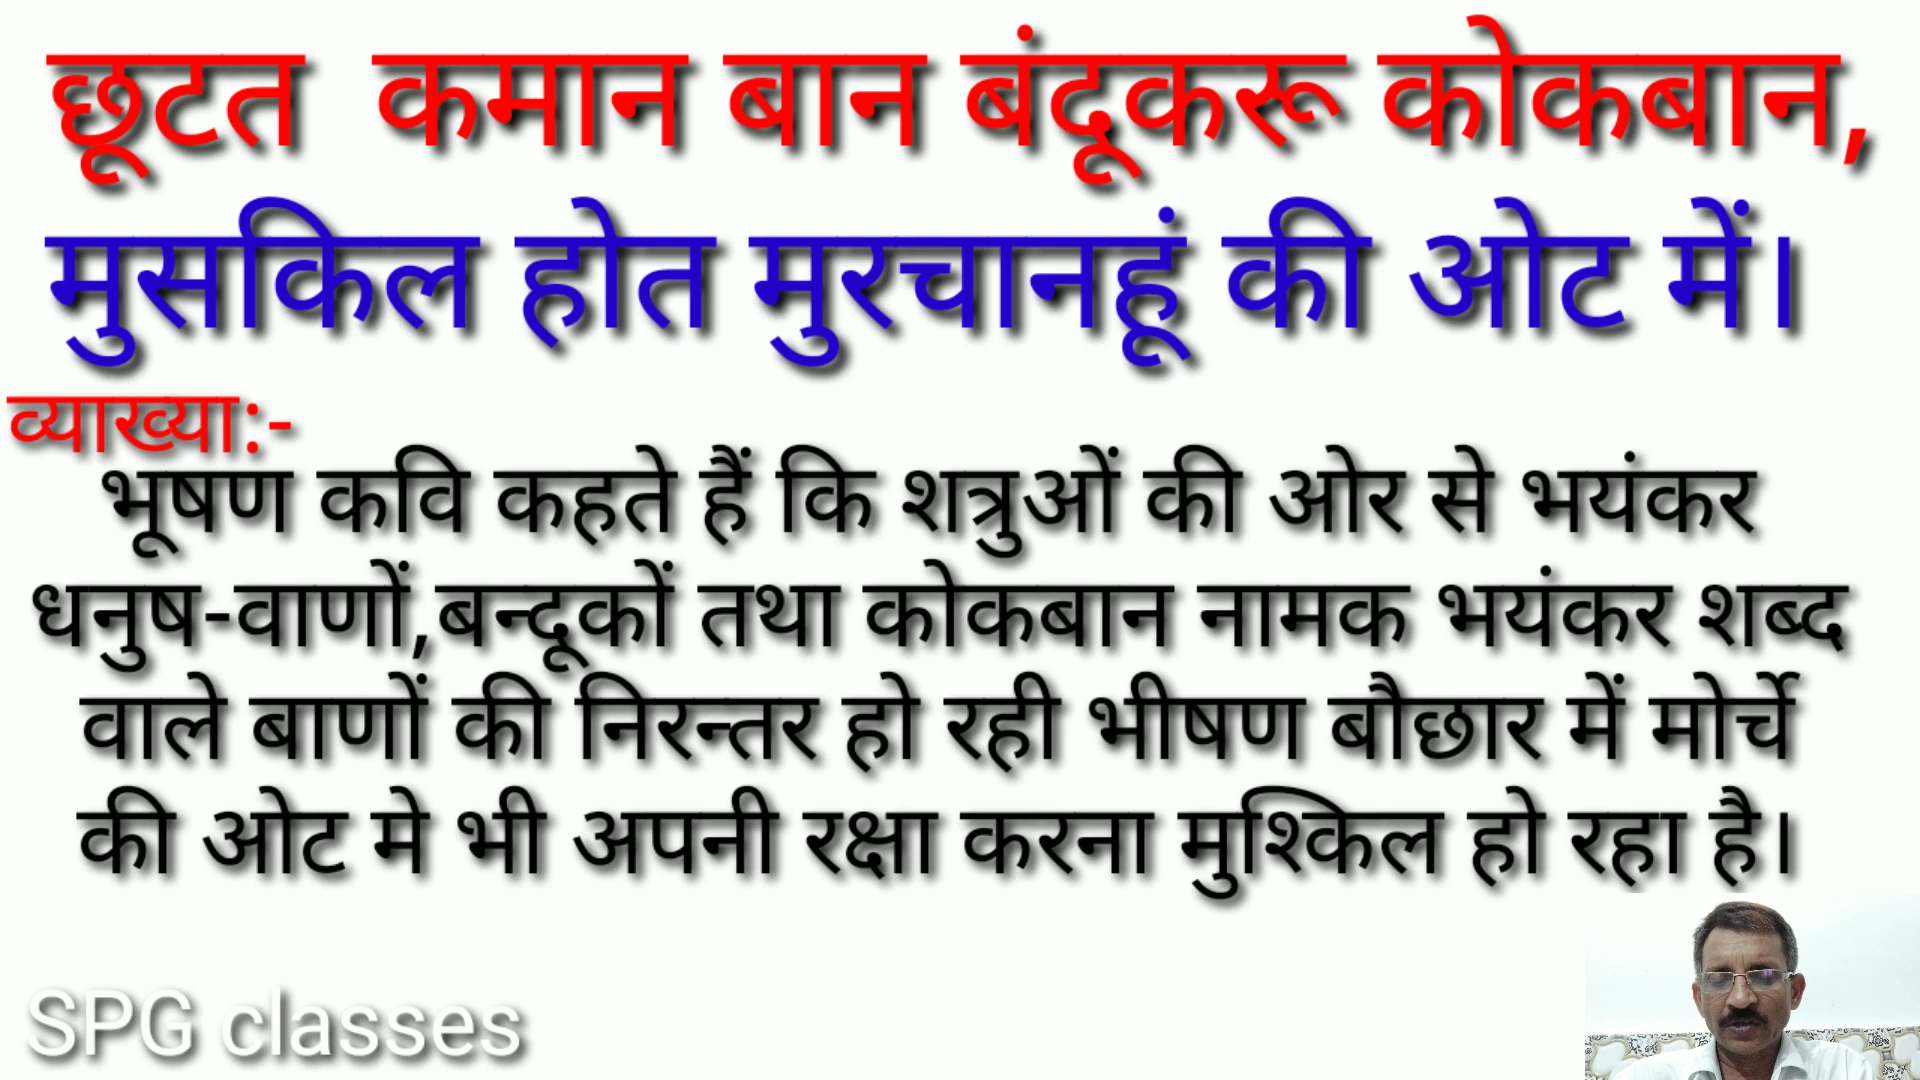 छूटत कमान बान बंदूकरू कोकबान,
मुसकिल होत मुरचानहूं की ओट में।
व्याख्या:-
भूषण कवि कहते हैं कि शत्रुओं की ओर से भयंकर
धनुष-वाणों,बन्दूकों तथा कोकबान नामक भयंकर शब्द
वाले बाणों की निरन्तर हो रही भीषण बौछार में मोर्चे
की ओट मे भी अपनी रक्षा करना मुश्किल हो रहा है।
SPG classes